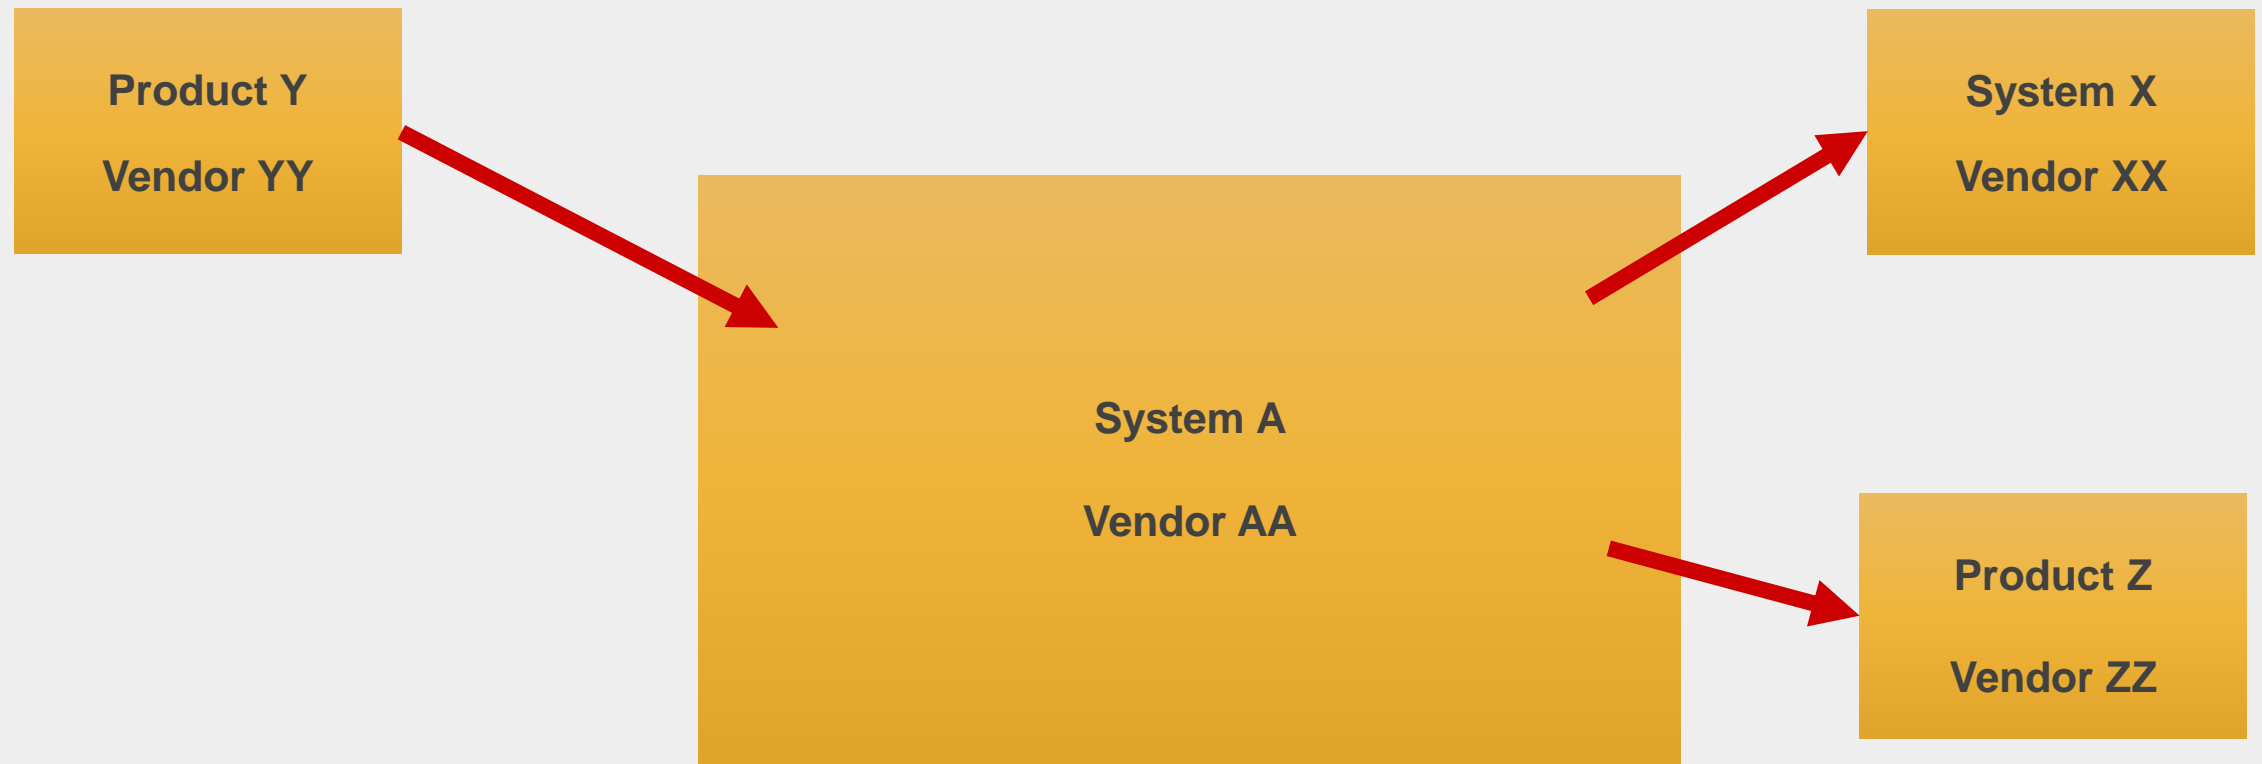 Product Y
Vendor YY
System X
Vendor XX
System A
Vendor AA
Product Z
Vendor ZZ